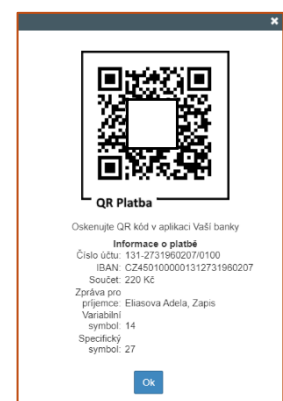 ×
QR Platba
Oskenujte QR kód v aplikaci Vaší banky
Informace o platbě
Číslo účtu: 131-2731960207/0100
IBAN: CZ4501000001312731960207
Součet: 220 Kč
Zpráva pro
příjemce: Eliasova Adela, Zapis
Variabilní
symbol: 14
Specifický
symbol: 27
Ok